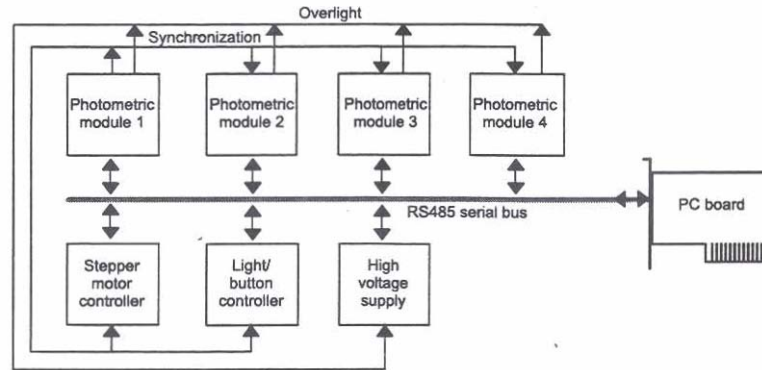 Overlight
Synchronization
Photometric
module 1
Photometric
module 2
Photometric
module 3
Photometric
module 4
RS485 serial bus
PC board
Stepper
motor
controller
Light/
button
controller
High
voltage
supply